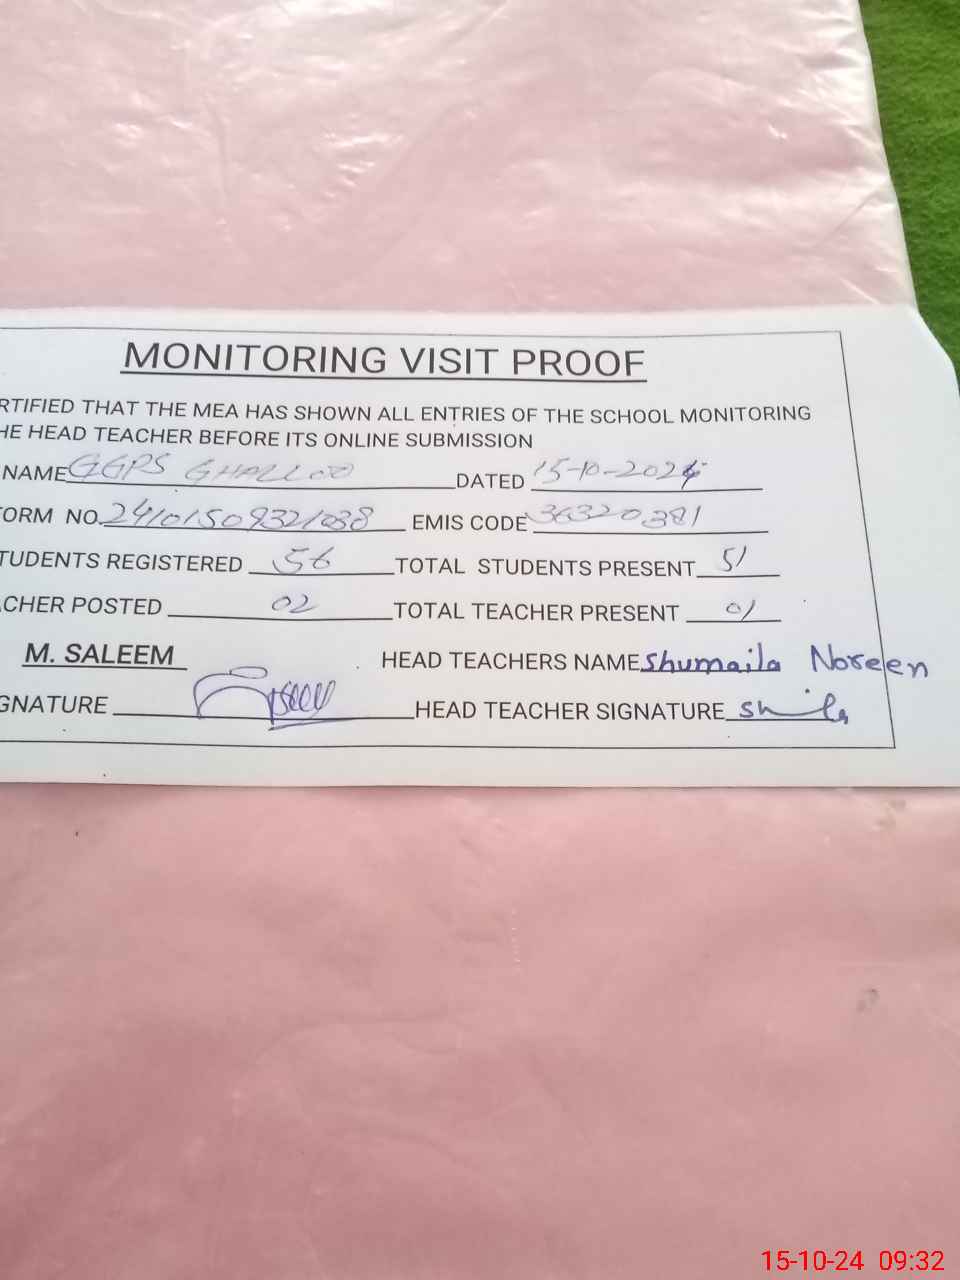 MONITORING VISIT PROOF
RTIFIED THAT THE MEA HAS SHOWN ALL ENTRIES OF THE SCHOOL MONITORING
HE HEAD TEACHER BEFORE ITS ONLINE SUBMISSION
NAME GGPS GHALLOO DATED 15-10-2024
ORM NO. 24101509321038 EMIS CODE 36320381
TUDENTS REGISTERED 56 TOTAL STUDENTS PRESENT 51
CHER POSTED 02 TOTAL TEACHER PRESENT 01
M. SALEEM HEAD TEACHERS NAME Shumaila Noreen
GNATURE HEAD TEACHER SIGNATURE
15-10-24 09:32